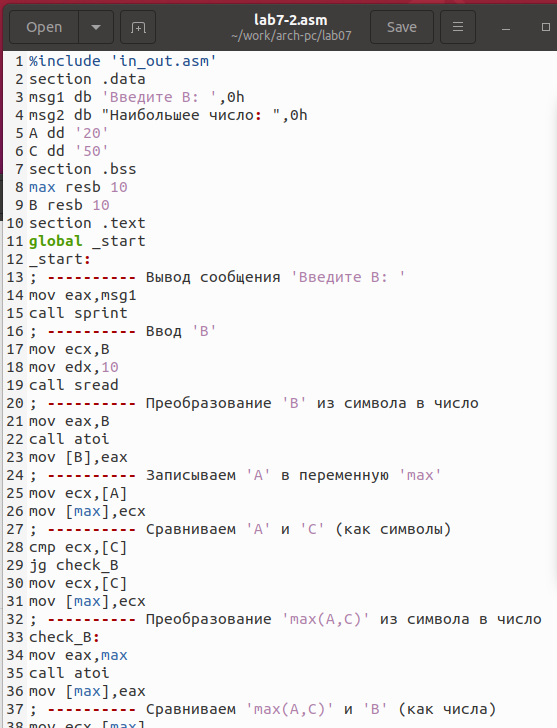 Open
lab7-2.asm
~/work/arch-pc/lab07
Save
1 %include 'in_out.asm'
2 section .data
3 msg1 db 'Введите B: ',0h
4 msg2 db "Наибольшее число: ",0h
5 A dd '20'
6 C dd '50'
7 section .bss
8 max resb 10
9 B resb 10
10 section .text
11 global _start
12 _start:
13 ; ---------- Вывод сообщения 'Введите B: '
14 mov eax,msg1
15 call sprint
16 ; ---------- Ввод 'B'
17 mov ecx,B
18 mov edx,10
19 call sread
20 ; ---------- Преобразование 'B' из символа в число
21 mov eax,B
22 call atoi
23 mov [B],eax
24 ; ---------- Записываем 'A' в переменную 'max'
25 mov ecx,[A]
26 mov [max],ecx
27 ; ---------- Сравниваем 'A' и 'С' (как символы)
28 cmp ecx,[C]
29 jg check_B
30 mov ecx,[C]
31 mov [max],ecx
32 ; ---------- Преобразование 'max(A,C)' из символа в число
33 check_B:
34 mov eax,max
35 call atoi
36 mov [max],eax
37 ; ---------- Сравниваем 'max(A,C)' и 'B' (как числа)
38 mov ecx,[max]